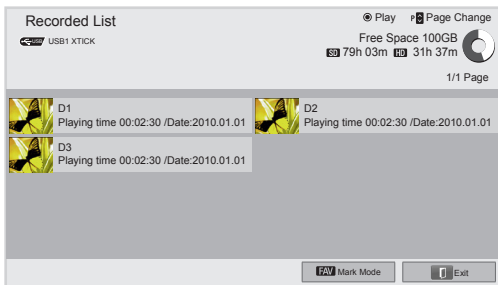 Recorded List
Play P Page Change
USB USB1 XTICK
Free Space 100GB
SD 79h 03m HD 31h 37m
1/1 Page
D1
Playing time 00:02:30 /Date:2010.01.01
D2
Playing time 00:02:30 /Date:2010.01.01
D3
Playing time 00:02:30 /Date:2010.01.01
FAV Mark Mode
Exit